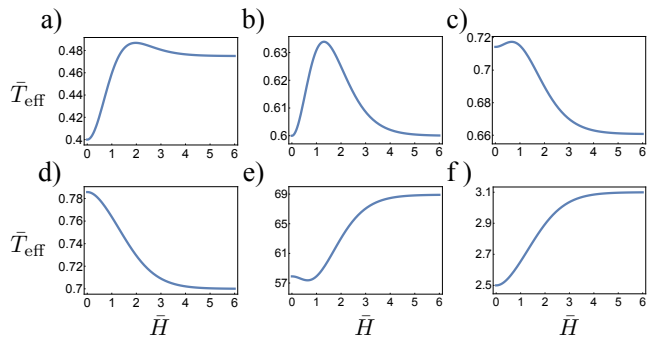 a) b) c)
0.48 0.46 0.44 0.42 0.4
0 1 2 3 4 5 6
0.63 0.62 0.61 0.6
0 1 2 3 4 5 6
0.72 0.7 0.68 0.66
0 1 2 3 4 5 6
T̄eff
d) e) f)
0.78 0.76 0.74 0.72 0.7
0 1 2 3 4 5 6
69 65 61 57
0 1 2 3 4 5 6
3.1 2.9 2.7 2.5
0 1 2 3 4 5 6
T̄eff
H̄ H̄ H̄